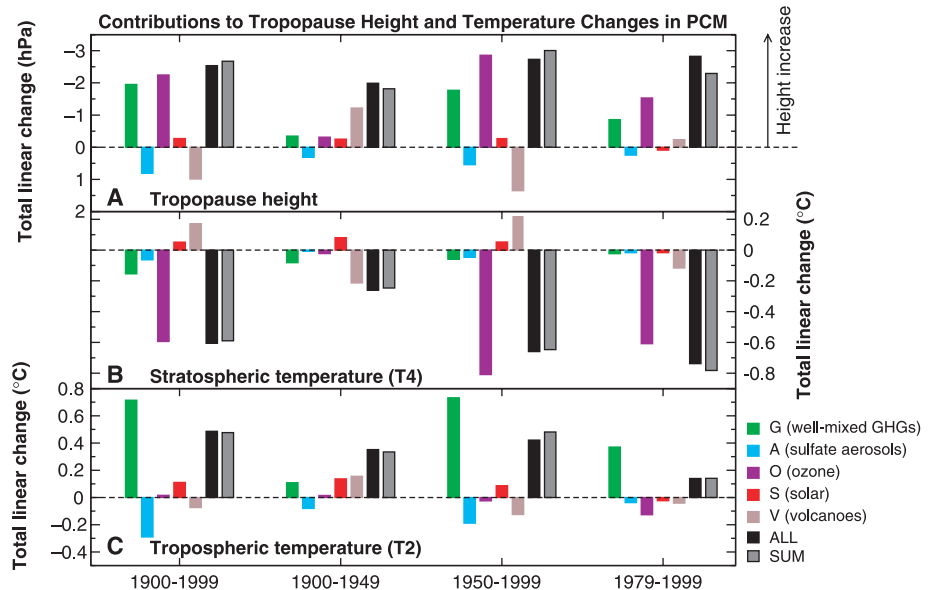 Contributions to Tropopause Height and Temperature Changes in PCM
Total linear change (hPa)
−3
−2
−1
0
1
2
Height increase
A Tropopause height
Total linear change (°C)
0.2
0
-0.2
-0.4
-0.6
-0.8
B Stratospheric temperature (T4)
Total linear change (°C)
0.8
0.6
0.4
0.2
0
−0.2
−0.4
C Tropospheric temperature (T2)
1900-1999 1900-1949 1950-1999 1979-1999
G (well-mixed GHGs)
A (sulfate aerosols)
O (ozone)
S (solar)
V (volcanoes)
ALL
SUM